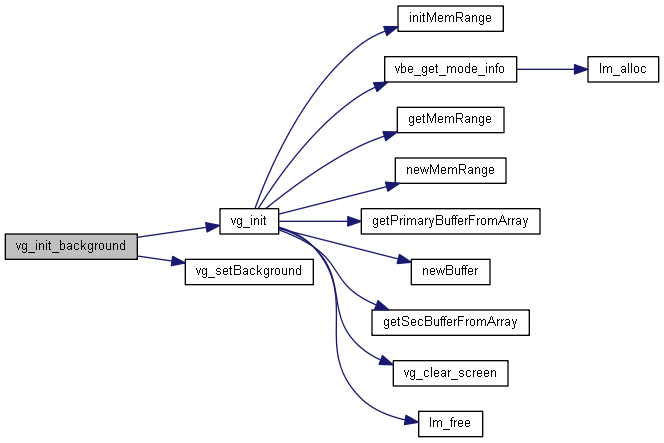 initMemRange
vbe_get_mode_info
lm_alloc
getMemRange
newMemRange
vg_init
getPrimaryBufferFromArray
vg_init_background
vg_setBackground
newBuffer
getSecBufferFromArray
vg_clear_screen
lm_free